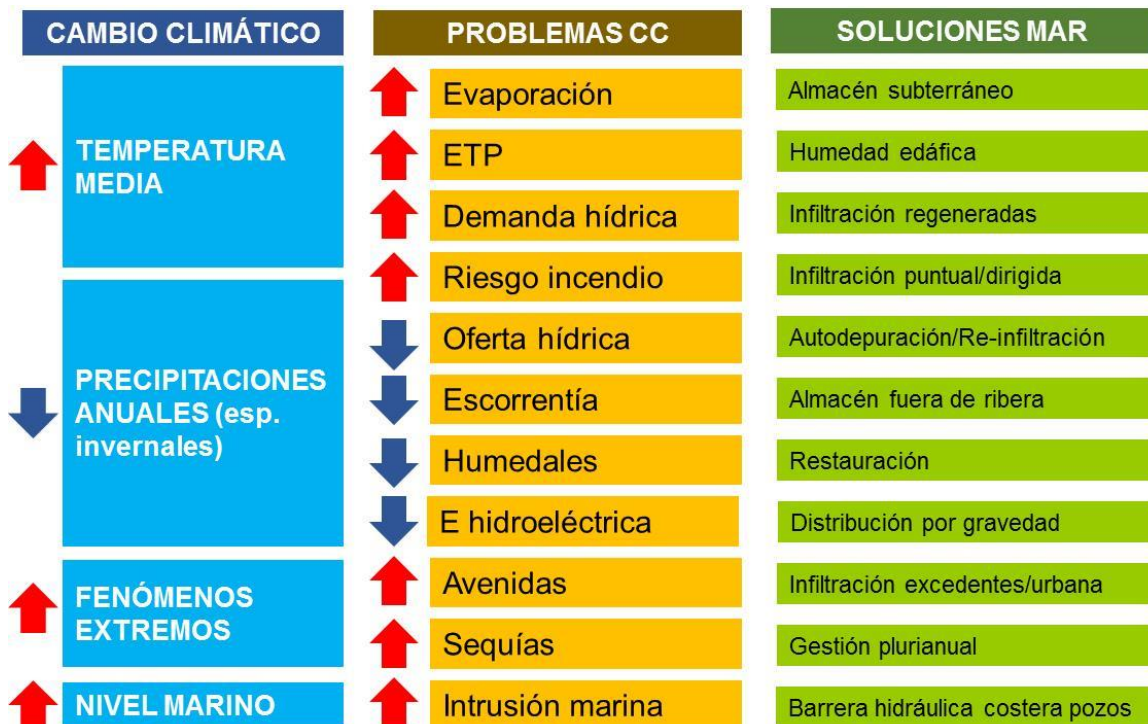 CAMBIO CLIMÁTICO
PROBLEMAS CC
SOLUCIONES MAR
TEMPERATURA
MEDIA
Evaporación
Almacén subterráneo
ETP
Humedad edáfica
Demanda hídrica
Infiltración regeneradas
Riesgo incendio
Infiltración puntual/dirigida
PRECIPITACIONES
ANUALES (esp.
invernales)
Oferta hídrica
Autodepuración/Re-infiltración
Escorrentía
Almacén fuera de ribera
Humedales
Restauración
E hidroeléctrica
Distribución por gravedad
FENÓMENOS
EXTREMOS
Avenidas
Infiltración excedentes/urbana
Sequías
Gestión plurianual
NIVEL MARINO
Intrusión marina
Barrera hidráulica costera pozos